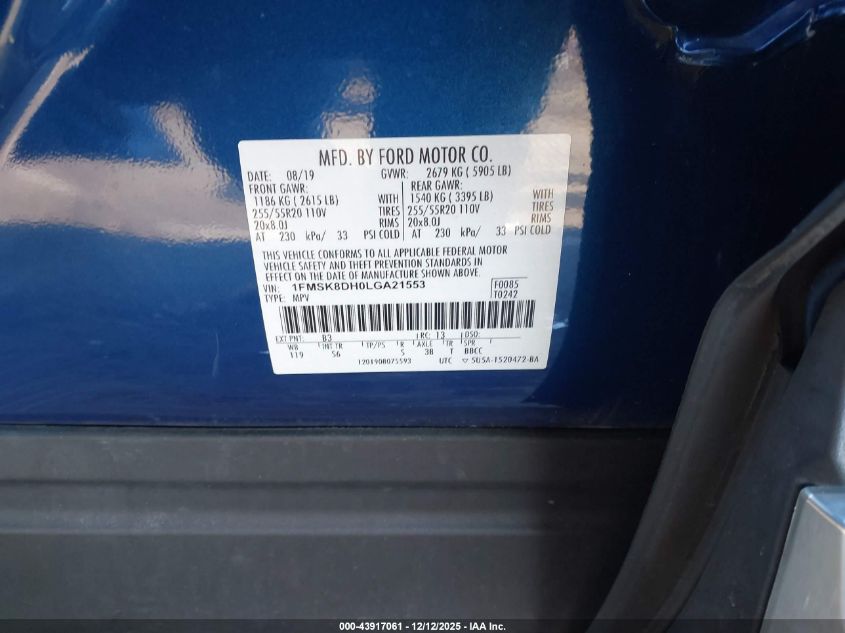 MFD. BY FORD MOTOR CO.
DATE: 08/19 GVWR: 2679 KG ( 5905 LB)
FRONT GAWR: REAR GAWR:
1186 KG ( 2615 LB) WITH 1540 KG ( 3395 LB) WITH
255/55R20 110V TIRES 255/55R20 110V TIRES
20x8.0J RIMS 20x8.0J RIMS
AT 230 kPa/ 33 PSI COLD AT 230 kPa/ 33 PSI COLD
THIS VEHICLE CONFORMS TO ALL APPLICABLE FEDERAL MOTOR
VEHICLE SAFETY AND THEFT PREVENTION STANDARDS IN
EFFECT ON THE DATE OF MANUFACTURE SHOWN ABOVE.
VIN: 1FMSK8DH0LGA21553 F0085
TYPE: MPV T0242
EXT PNT: B3 RC: 13 DSO:
WB INT TR TP/PS R AXLE TR SPR
119 S6 5 3B T BBCC
1201908075593 UTC ▽ 5U5A-1520472-BA
000-43917061 - 12/12/2025 - IAA Inc.